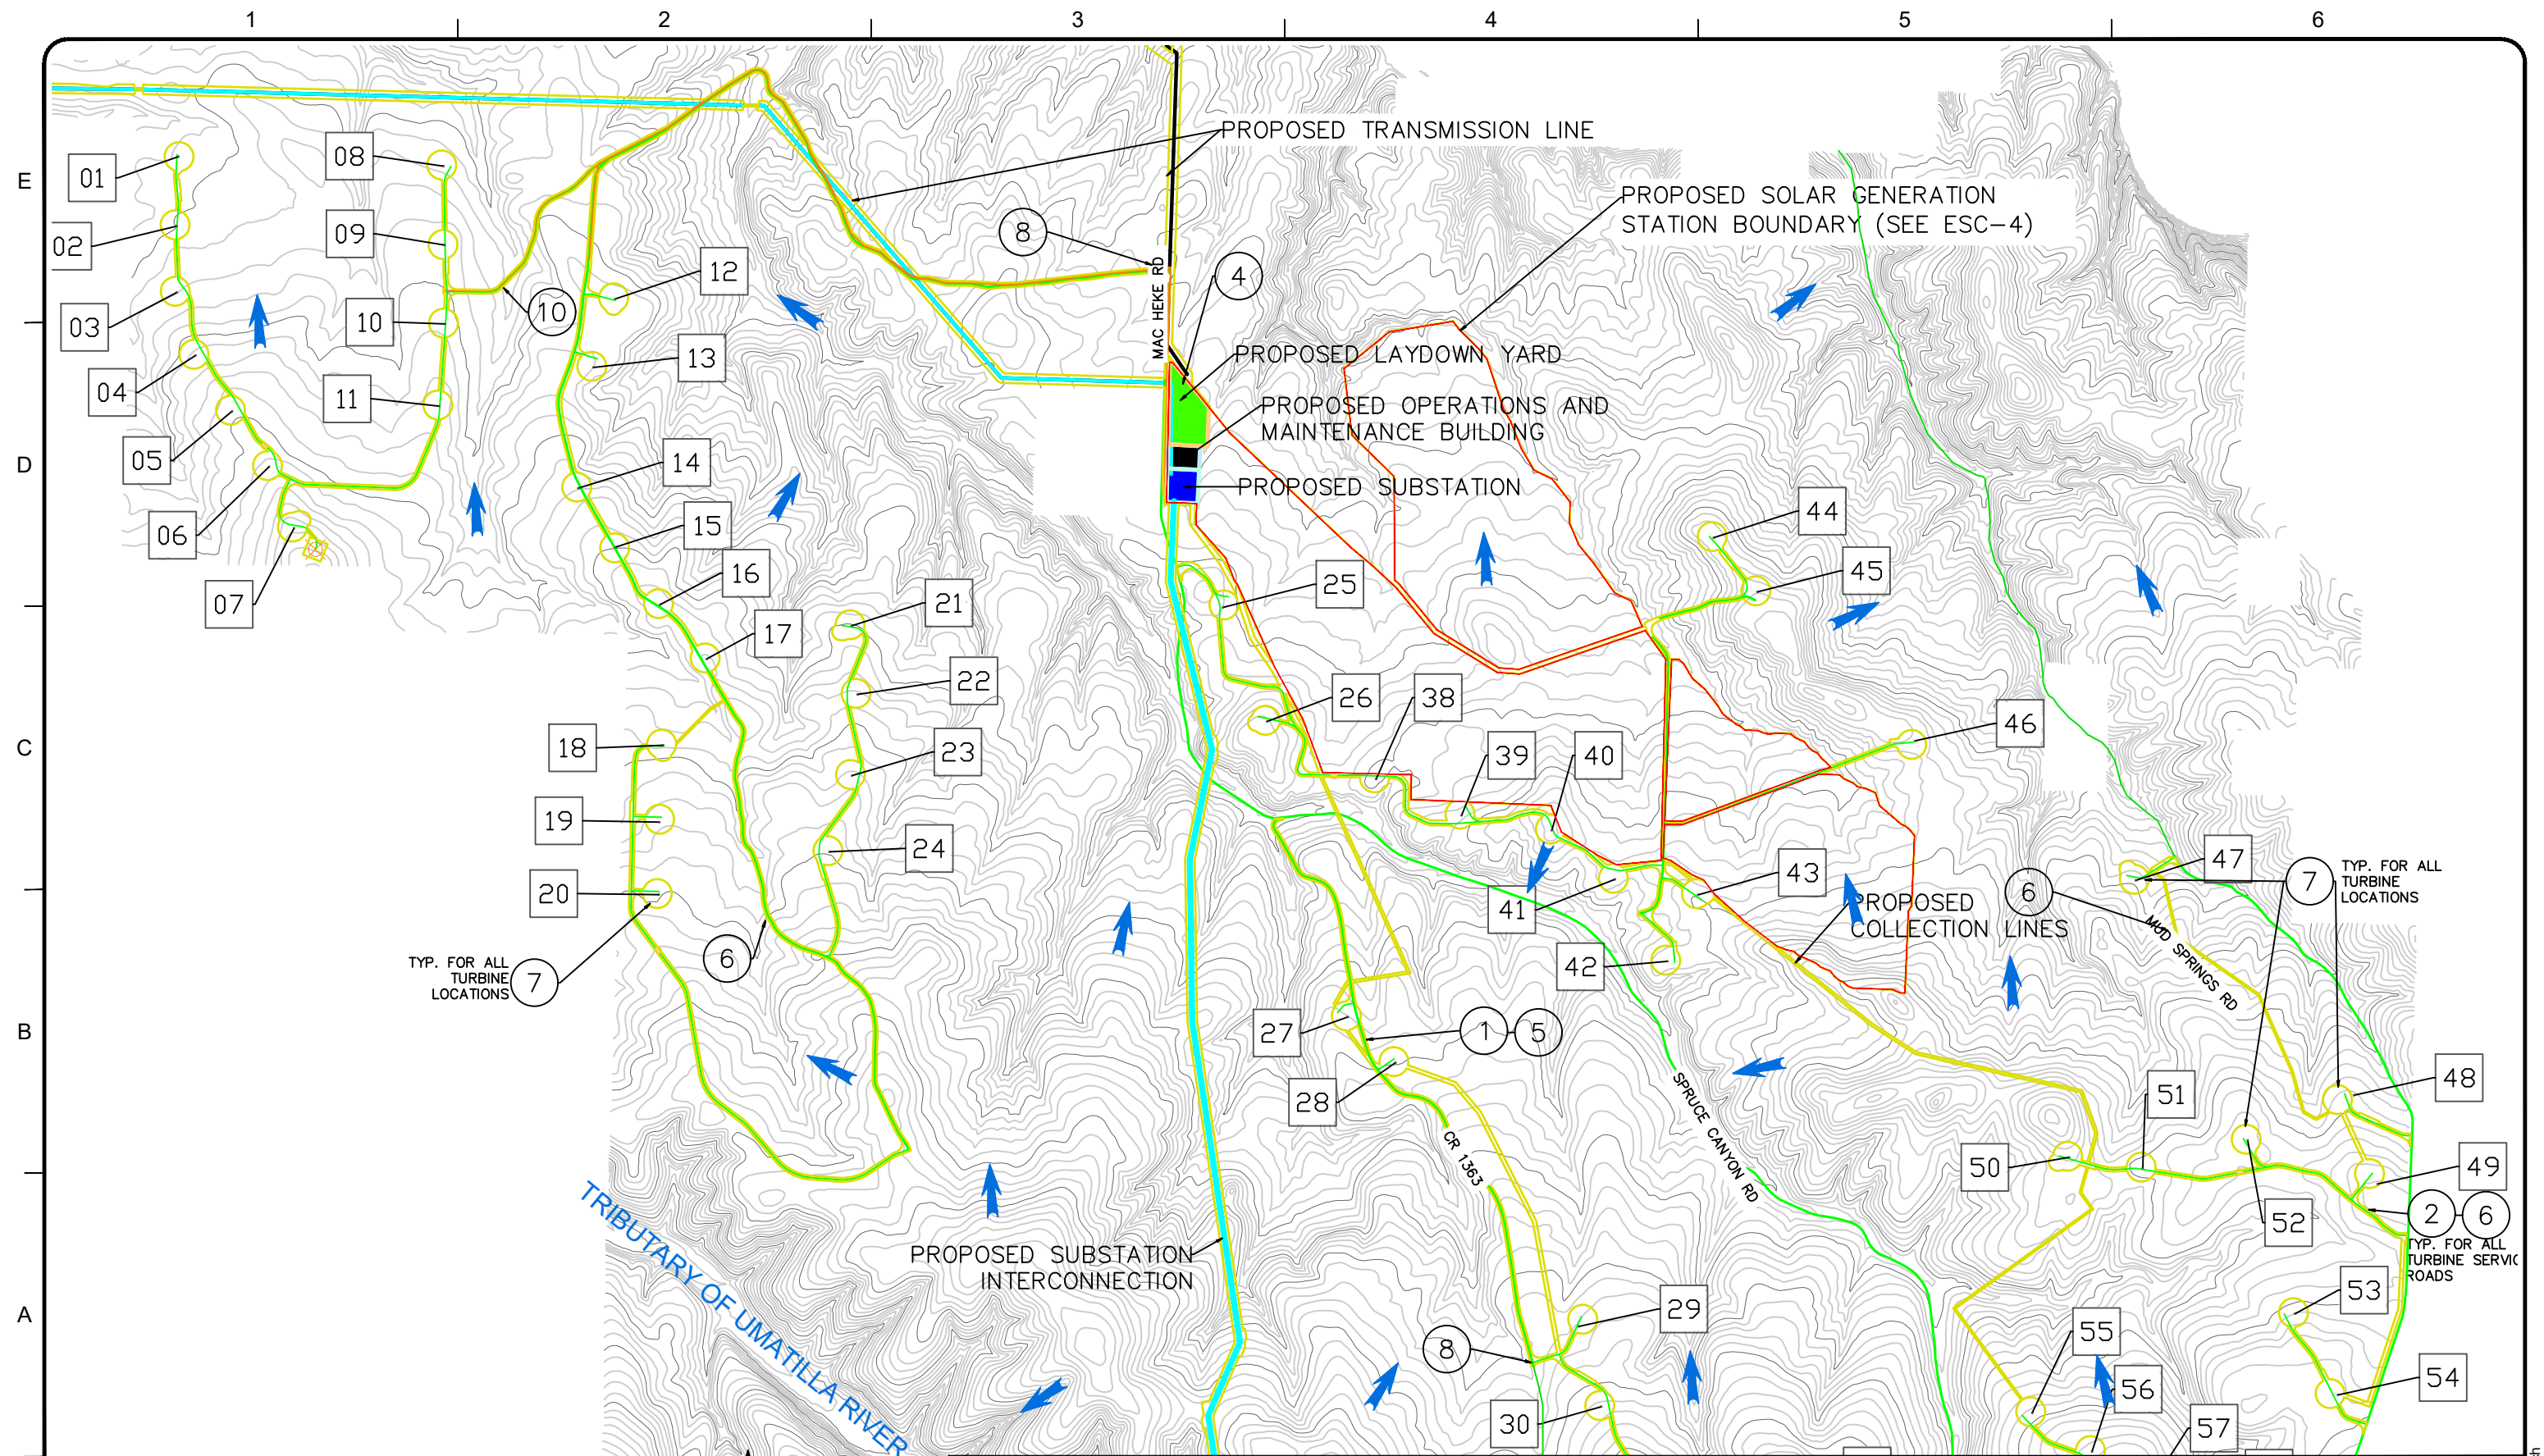 1 2 3 4 5 6
E
D
C
B
A
PROPOSED TRANSMISSION LINE
08
01
PROPOSED SOLAR GENERATION
STATION BOUNDARY (SEE ESC-4)
09
8
02
12
4
MAC HEKE RD
10
10
03
13
PROPOSED LAYDOWN YARD
04
11
PROPOSED OPERATIONS AND
MAINTENANCE BUILDING
05
14
PROPOSED SUBSTATION
44
06
15
16
45
25
07
21
17
22
26
38
46
18
23
39
40
19
24
47
7
TYP. FOR ALL
TURBINE
LOCATIONS
43
20
6
41
PROPOSED
COLLECTION LINES
MUD SPRINGS RD
6
42
TYP. FOR ALL
TURBINE
LOCATIONS
7
27
1
5
48
51
28
SPRUCE CANYON RD
CR 1363
50
49
2
6
52
TYP. FOR ALL
TURBINE SERVIC
ROADS
TRIBUTARY OF UMATILLA RIVER
PROPOSED SUBSTATION
INTERCONNECTION
53
29
55
8
54
56
30
57